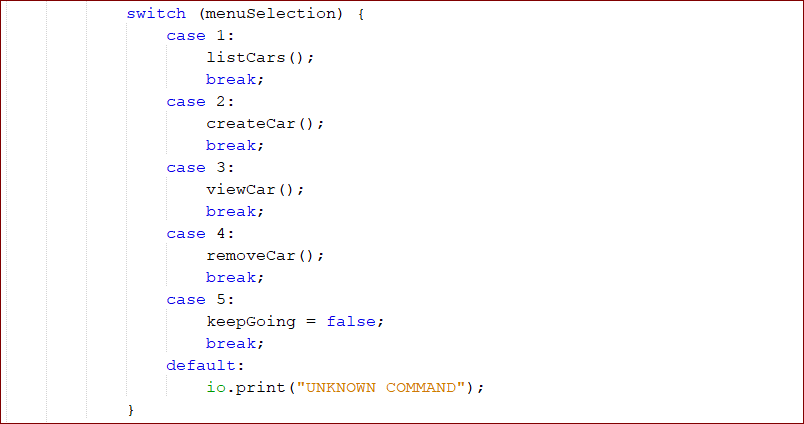 switch (menuSelection) {
    case 1:
        listCars();
        break;
    case 2:
        createCar();
        break;
    case 3:
        viewCar();
        break;
    case 4:
        removeCar();
        break;
    case 5:
        keepGoing = false;
        break;
    default:
        io.print("UNKNOWN COMMAND");
}